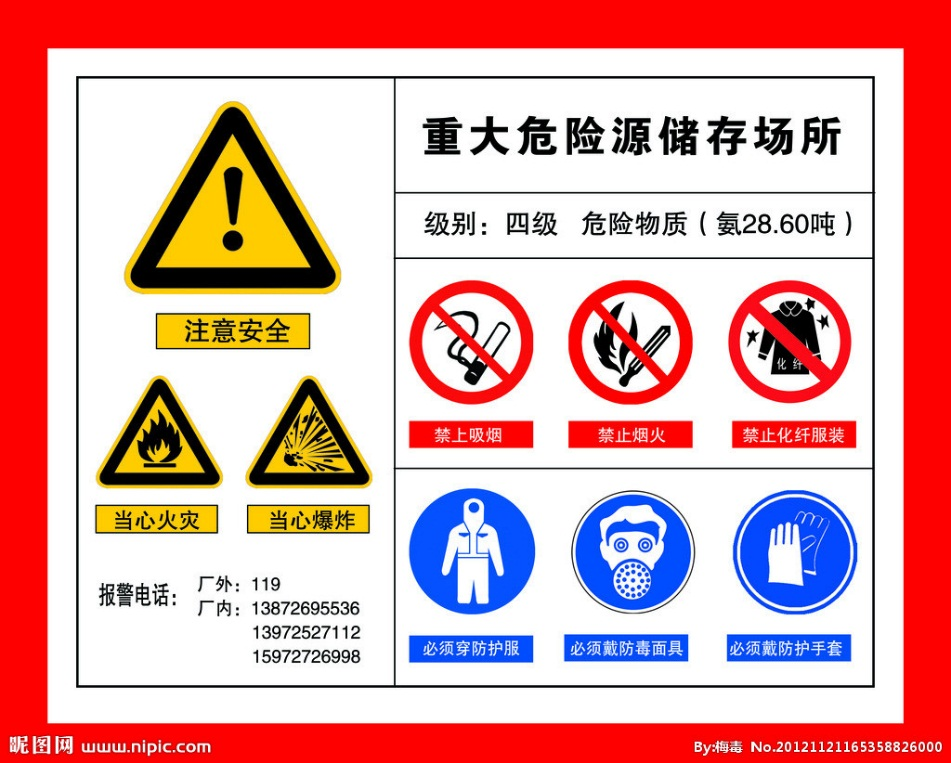 重大危险源储存场所
级别：四级 危险物质（氨28.60吨）
注意安全
当心火灾
当心爆炸
报警电话：
厂外：119
厂内：13872695536
13972527112
15972726998
化纤
禁上吸烟
禁止烟火
禁止化纤服装
必须穿防护服
必须戴防毒面具
必须戴防护手套
昵图网 www.nipic.com
By:梅毒 No.20121121165358826000